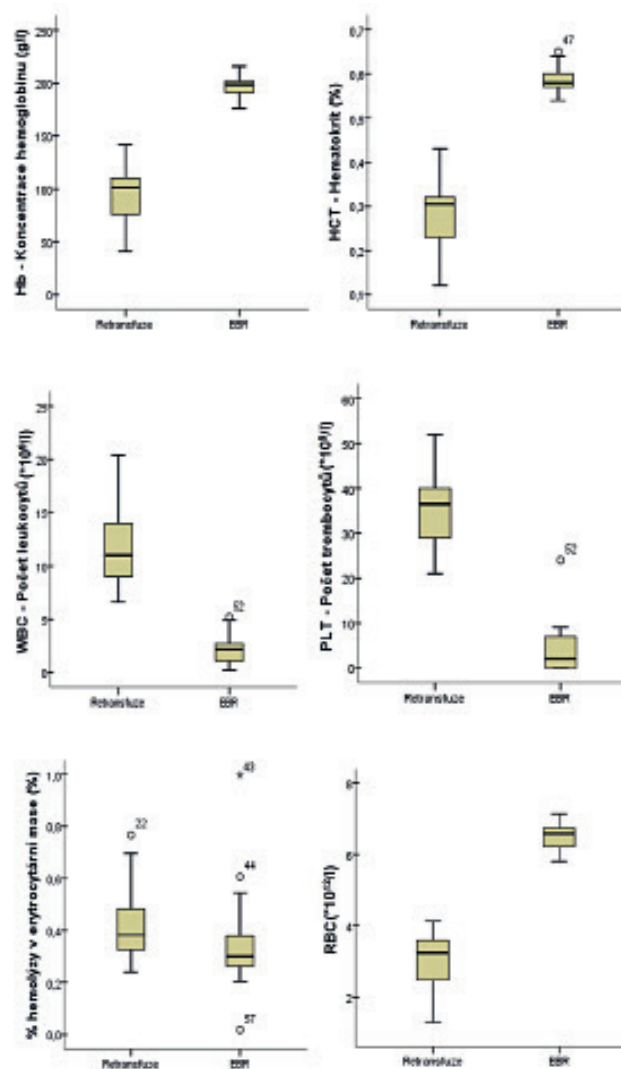 Hb - Koncentrace hemoglobinu (g/l)
250
200
150
100
50
0
Retransfuze
EBR
HCT - Hematokrit (%)
0,7
0,6
0,5
0,4
0,3
0,2
0,1
47
Retransfuze
EBR
WBC - Počet leukocytů (*10⁹/l)
25
20
15
10
5
0
52
Retransfuze
EBR
PLT - Počet trombocytů (*10⁹/l)
60
40
30
20
10
0
52
Retransfuze
EBR
% hemolýzy v erytrocytární mase (%)
1,0
0,8
0,6
0,4
0,2
0,0
22
43
44
57
Retransfuze
EBR
RBC(*10¹²/l)
8
6
4
2
Retransfuze
EBR